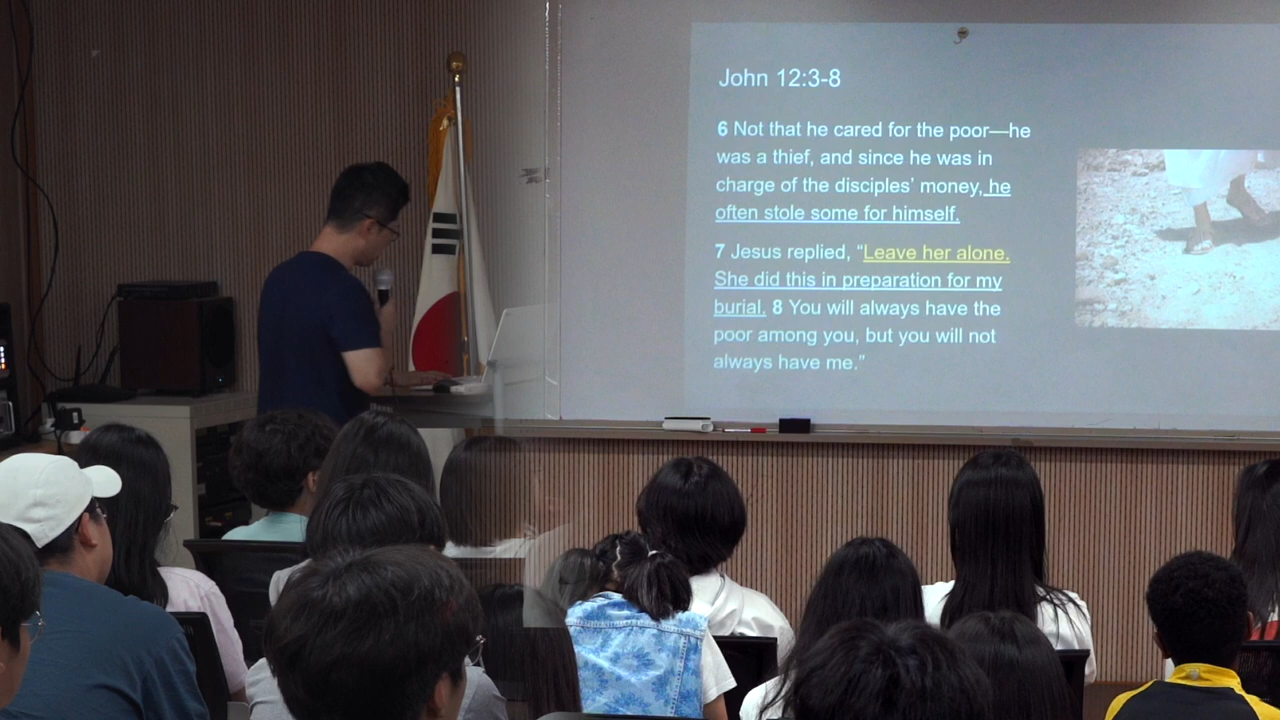 John 12:3-8
6 Not that he cared for the poor—he
was a thief, and since he was in
charge of the disciples’ money, he
often stole some for himself.
7 Jesus replied, “Leave her alone.
She did this in preparation for my
burial. 8 You will always have the
poor among you, but you will not
always have me.”